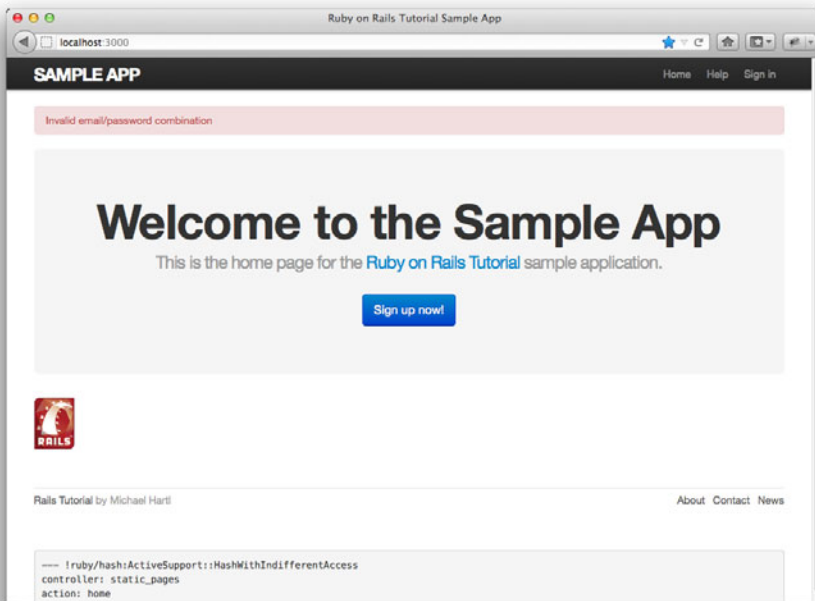 Ruby on Rails Tutorial Sample App
localhost:3000
SAMPLE APP
Home Help Sign in
Invalid email/password combination
Welcome to the Sample App
This is the home page for the Ruby on Rails Tutorial sample application.
Sign up now!
RAILS
Rails Tutorial by Michael Hartl
About Contact News
--- !ruby/hash:ActiveSupport::HashWithIndifferentAccess
controller: static_pages
action: home